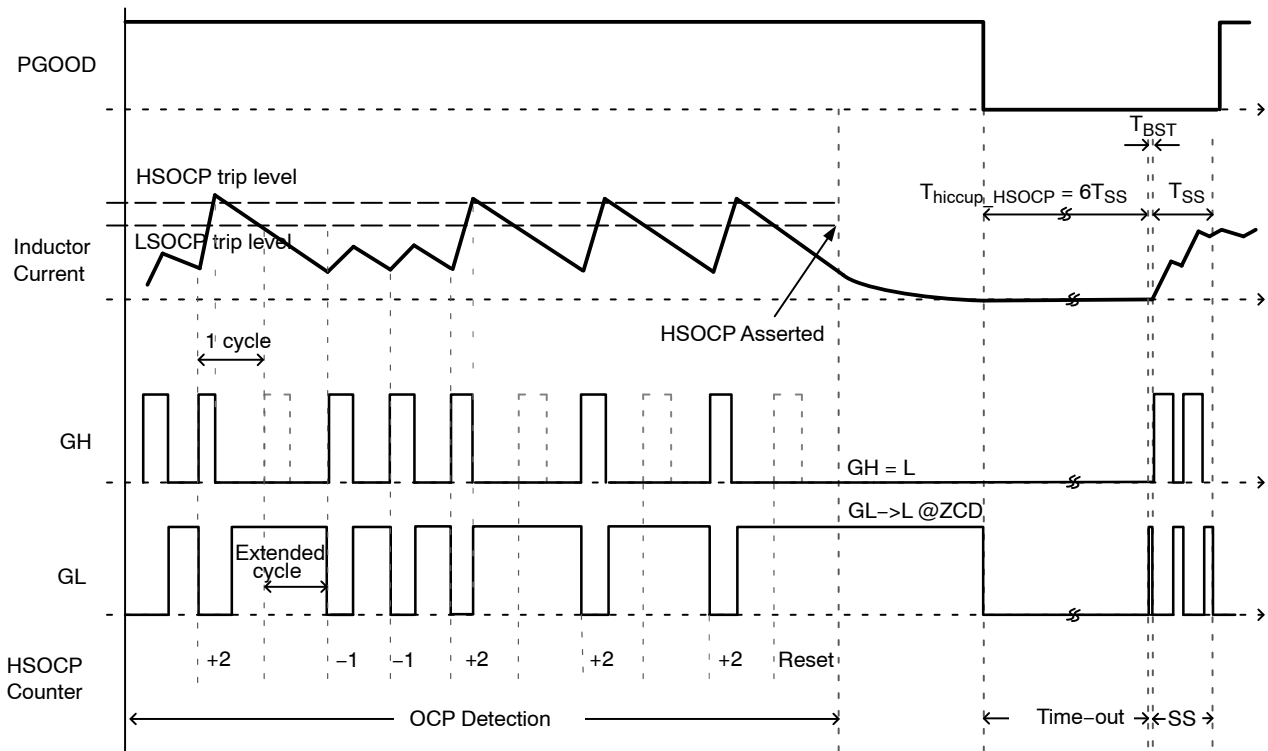 PGOOD
T_BST
HSOCP trip level
T_hiccup_HSOCP = 6T_SS
T_SS
LSOCP trip level
Inductor
Current
HSOCP Asserted
1 cycle
GH
GH = L
GL−>L @ZCD
Extended
cycle
GL
+2
−1
−1
+2
+2
+2
Reset
HSOCP
Counter
OCP Detection
Time−out
SS